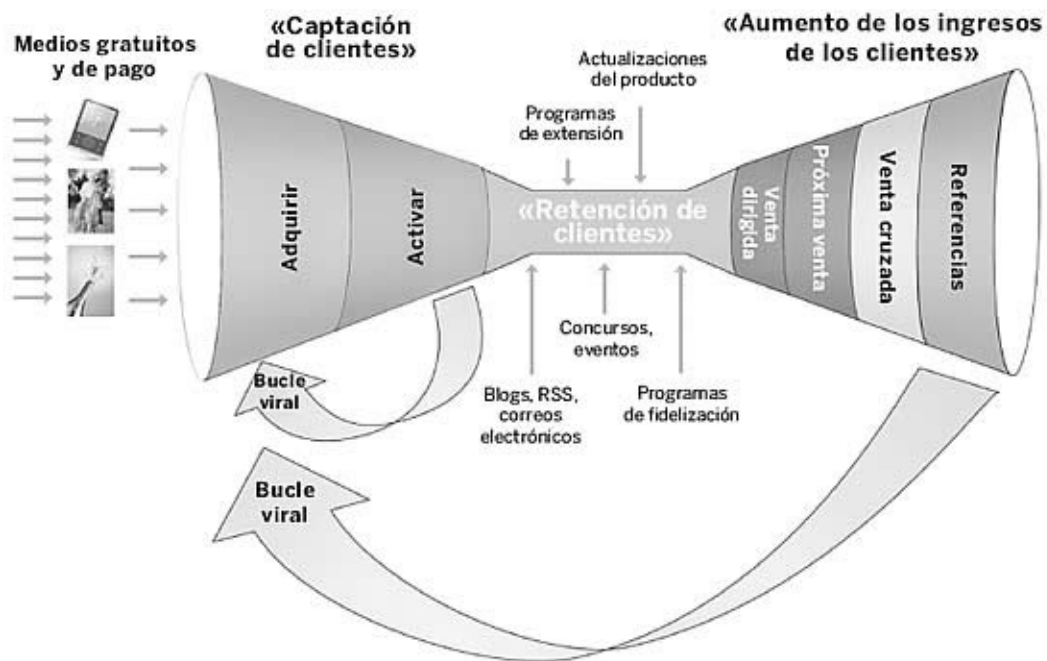 Medios gratuitos
y de pago
«Captación
de clientes»
«Aumento de los ingresos
de los clientes»
Actualizaciones
del producto
Programas
de extensión
Adquirir
Activar
«Retención de
clientes»
Venta
dirigida
Próxima venta
Venta cruzada
Referencias
Concursos,
eventos
Blogs, RSS,
correos
electrónicos
Programas
de fidelización
Bucle
viral
Bucle
viral